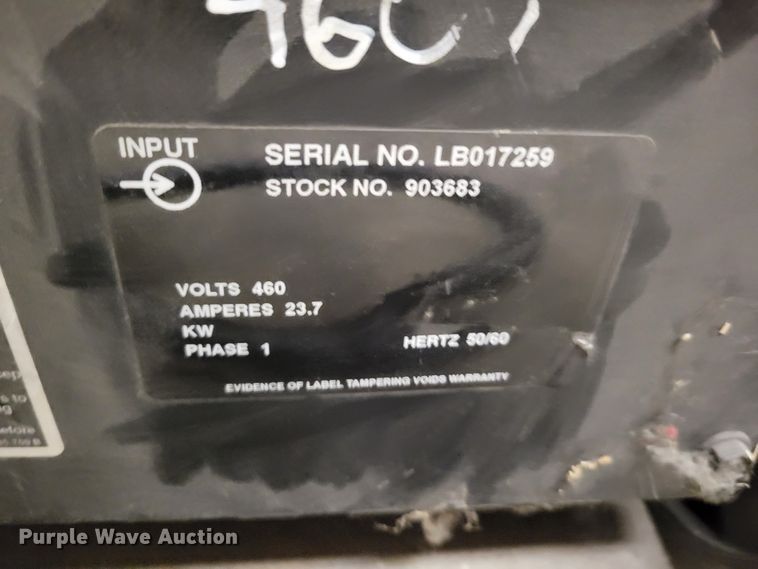 460V
INPUT
SERIAL NO. LB017259
STOCK NO. 903683
VOLTS 460
AMPERES 23.7
KW
PHASE 1
HERTZ 50/60
EVIDENCE OF LABEL TAMPERING VOIDS WARRANTY
Purple Wave Auction